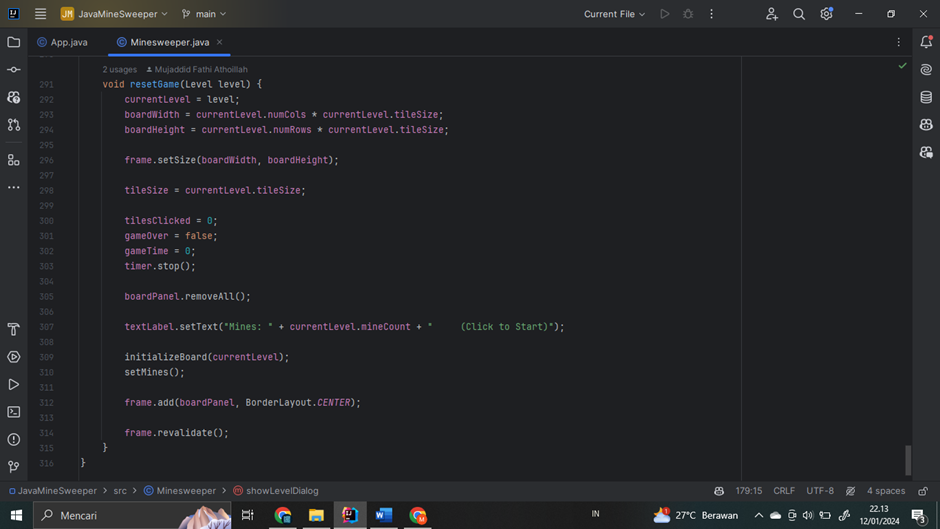 JM JavaMineSweeper main Current File
App.java Minesweeper.java
2 usages Mujaddid Fathi Athoillah
291 void resetGame(Level level) {
292 currentLevel = level;
293 boardWidth = currentLevel.numCols * currentLevel.tileSize;
294 boardHeight = currentLevel.numRows * currentLevel.tileSize;
295
296 frame.setSize(boardWidth, boardHeight);
297
298 tileSize = currentLevel.tileSize;
299
300 tilesClicked = 0;
301 gameOver = false;
302 gameTime = 0;
303 timer.stop();
304
305 boardPanel.removeAll();
306
307 textLabel.setText("Mines: " + currentLevel.mineCount + "     (Click to Start)");
308
309 initializeBoard(currentLevel);
310 setMines();
311
312 frame.add(boardPanel, BorderLayout.CENTER);
313
314 frame.revalidate();
315 }
316 }
JavaMineSweeper > src > Minesweeper > showLevelDialog 179:15 CRLF UTF-8 4 spaces
Mencari IN 27°C Berawan 22.13
12/01/2024 3